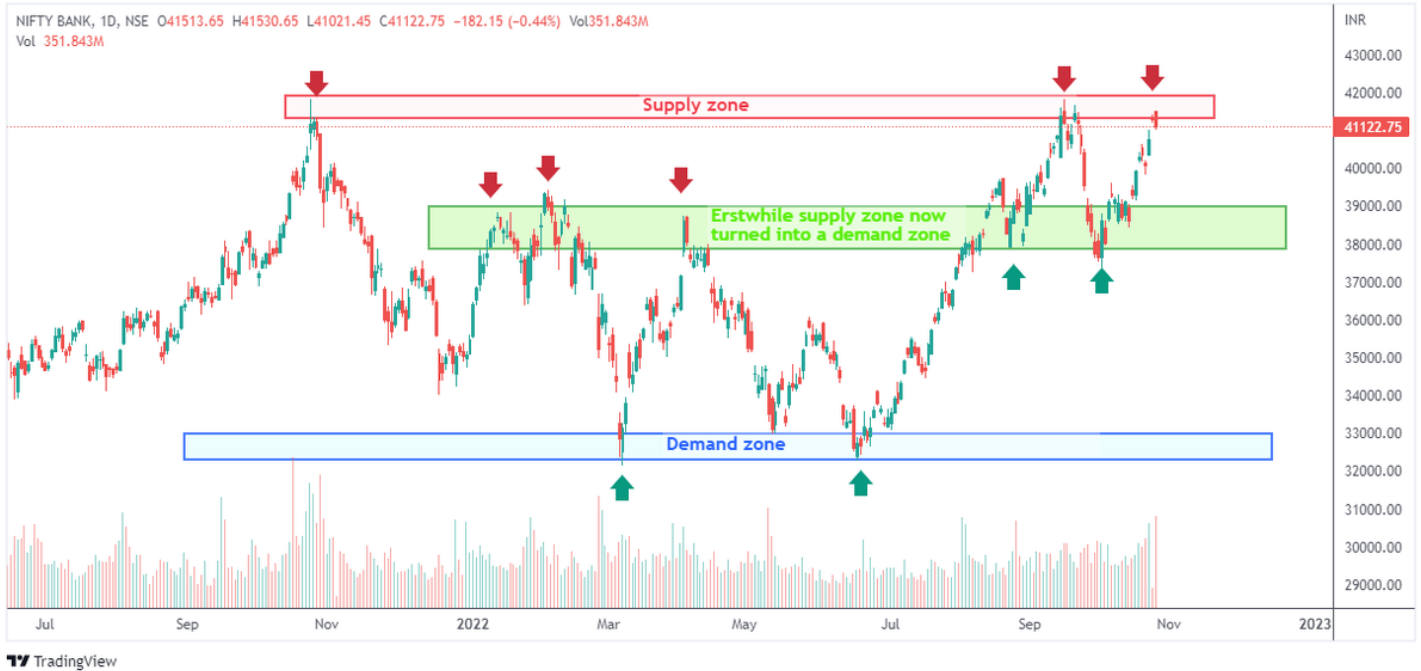 NIFTY BANK, 1D, NSE O41513.65 H41530.65 L41021.45 C41122.75 −182.15 (−0.44%) Vol351.843M
Vol 351.843M
INR
43000.00
42000.00
Supply zone
41122.75
40000.00
39000.00
Erstwhile supply zone now
turned into a demand zone
38000.00
37000.00
36000.00
35000.00
34000.00
33000.00
Demand zone
32000.00
31000.00
30000.00
29000.00
Jul Sep Nov 2022 Mar May Jul Sep Nov 2023
TradingView